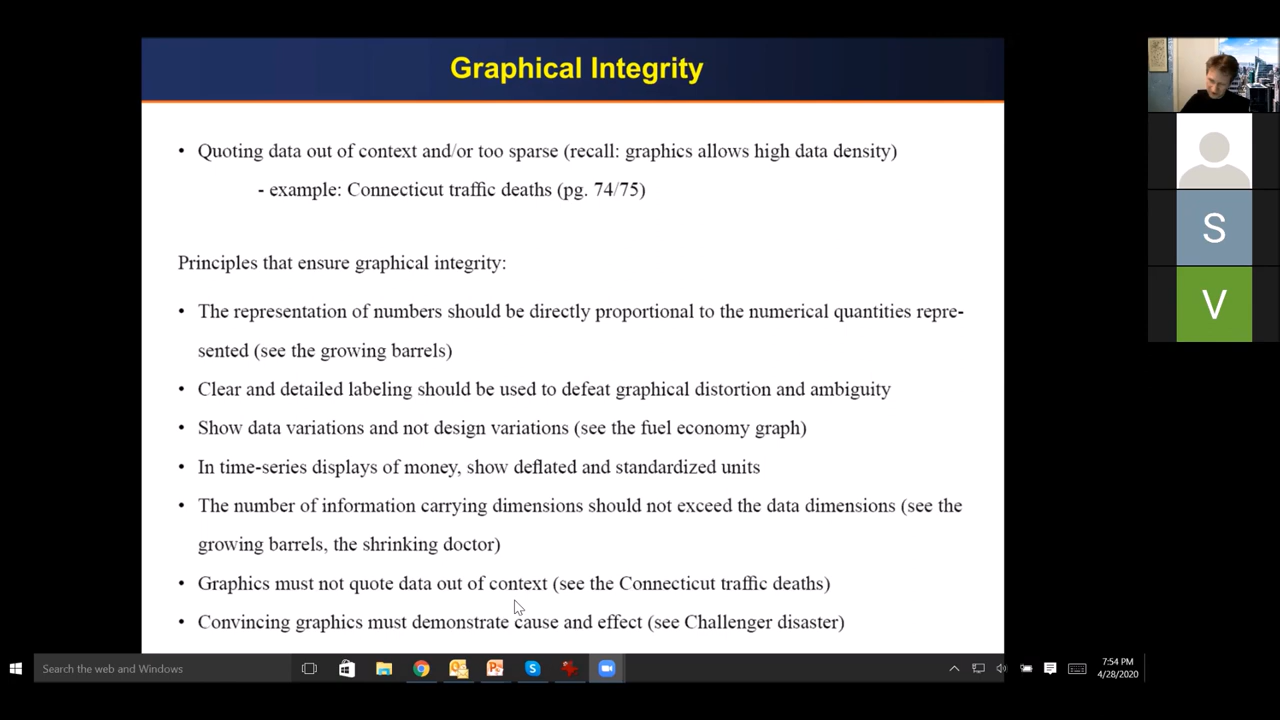 Graphical Integrity
• Quoting data out of context and/or too sparse (recall: graphics allows high data density)
- example: Connecticut traffic deaths (pg. 74/75)
Principles that ensure graphical integrity:
• The representation of numbers should be directly proportional to the numerical quantities repre-
sented (see the growing barrels)
• Clear and detailed labeling should be used to defeat graphical distortion and ambiguity
• Show data variations and not design variations (see the fuel economy graph)
• In time-series displays of money, show deflated and standardized units
• The number of information carrying dimensions should not exceed the data dimensions (see the
growing barrels, the shrinking doctor)
• Graphics must not quote data out of context (see the Connecticut traffic deaths)
• Convincing graphics must demonstrate cause and effect (see Challenger disaster)
S
V
Search the web and Windows
7:54 PM
4/28/2020